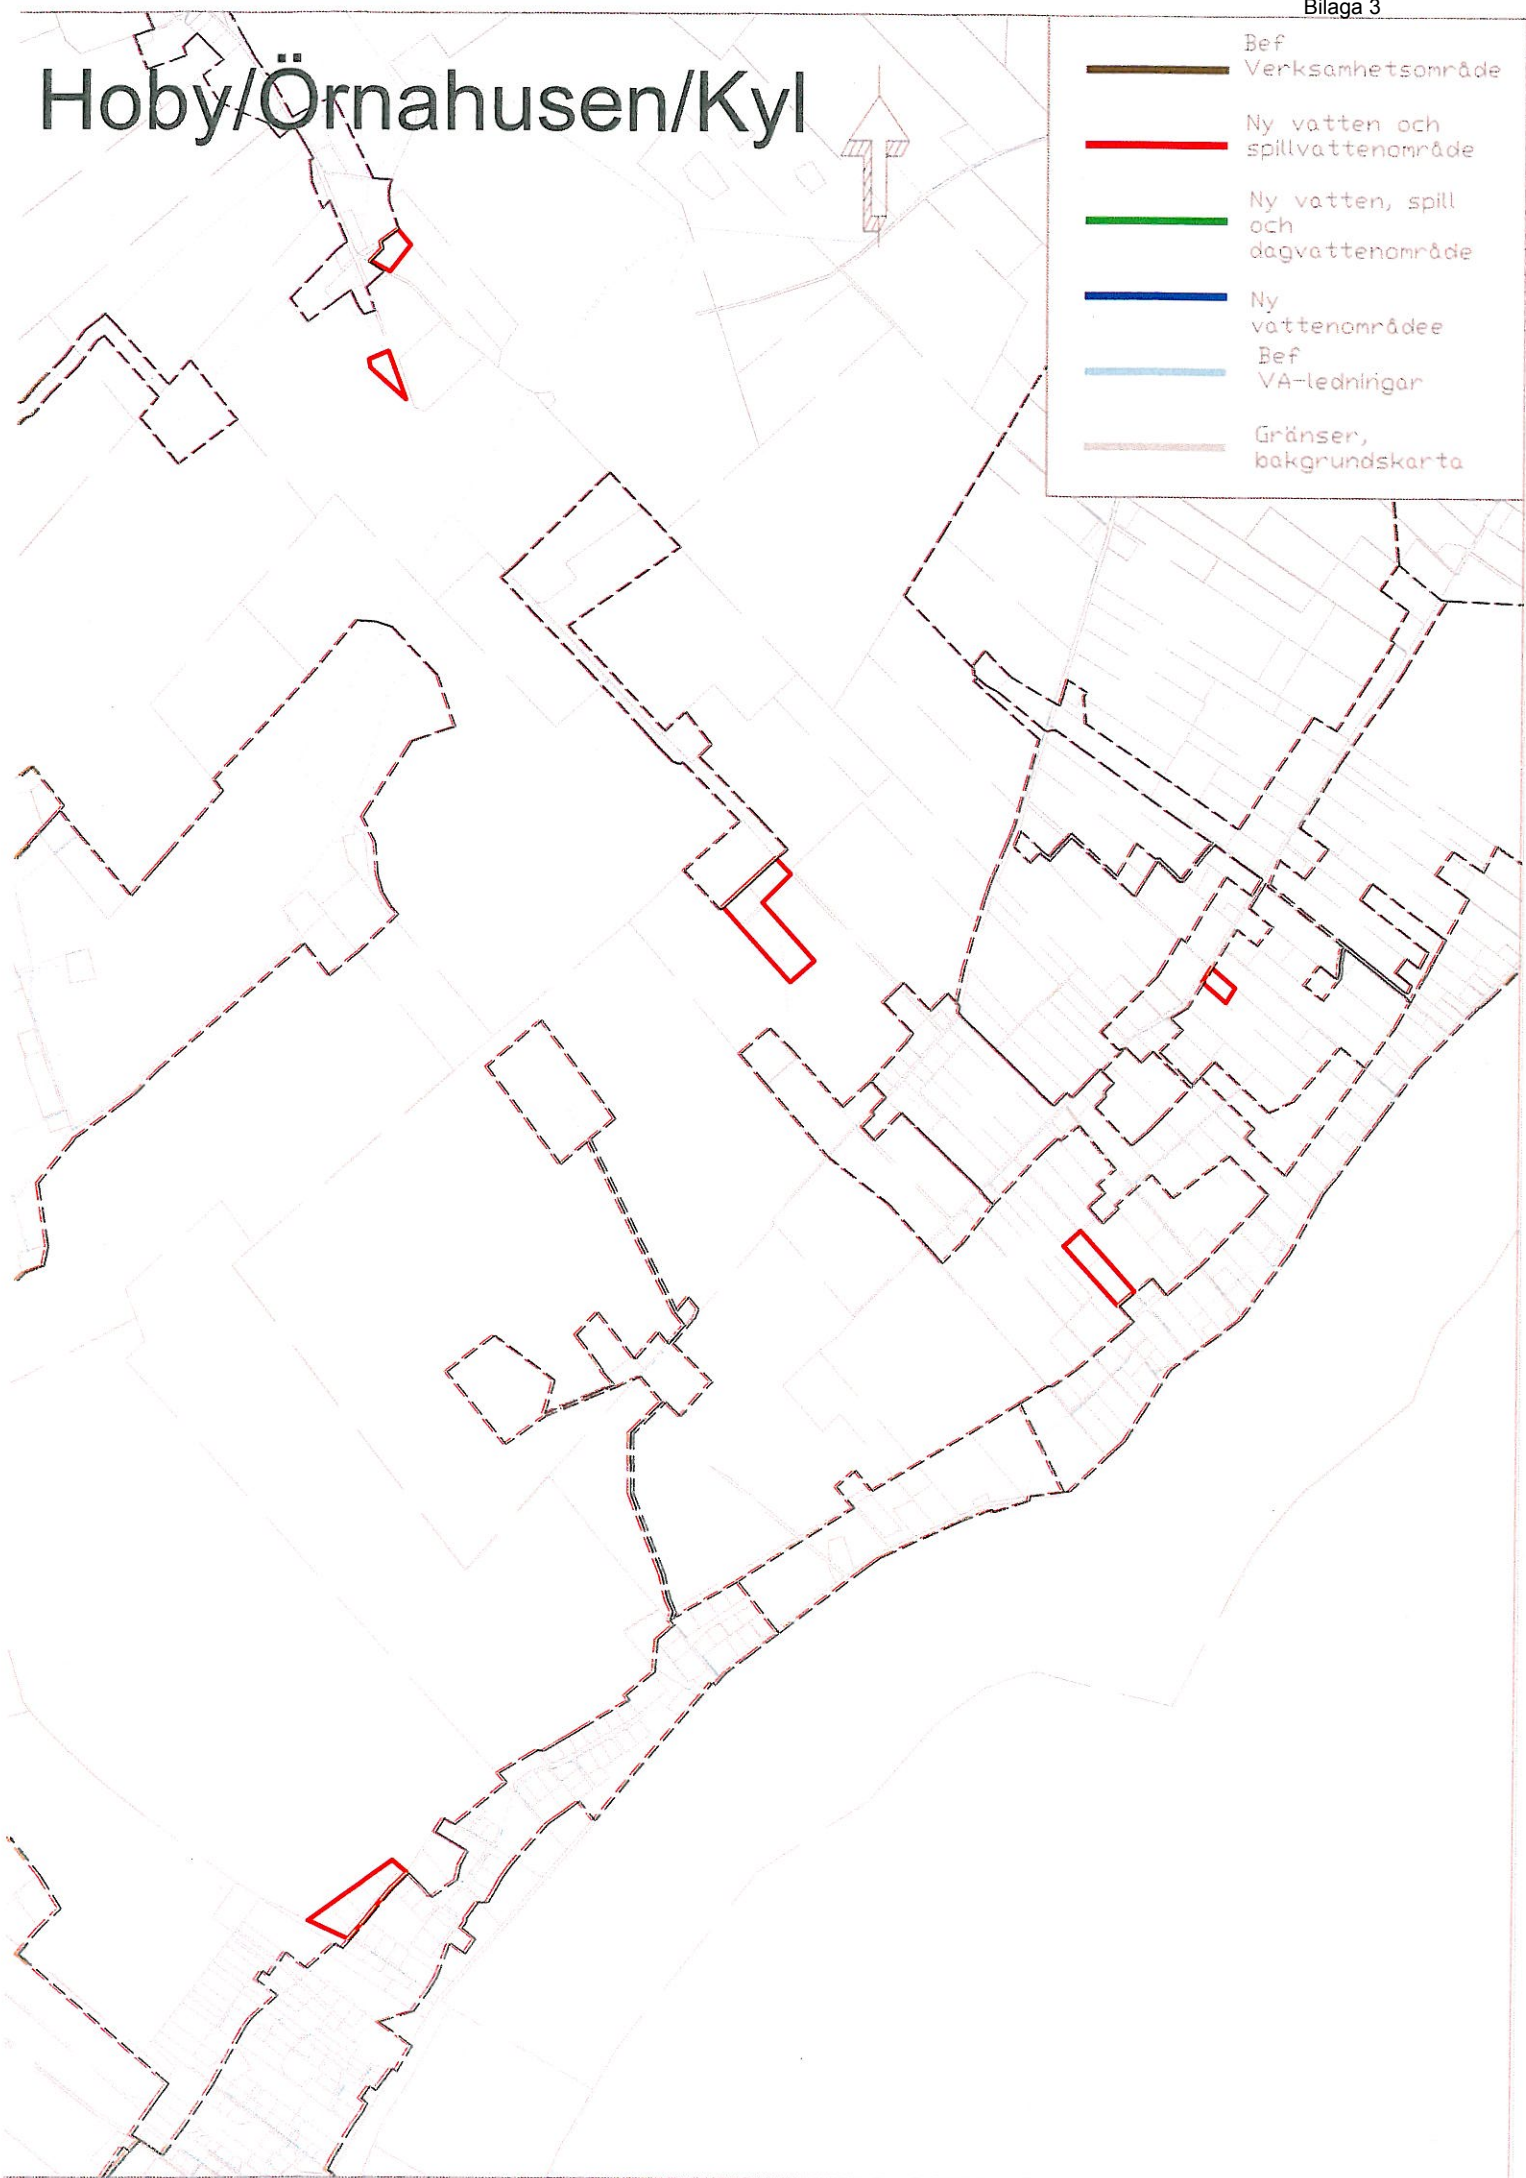 Bilaga 3
Hoby/Örnahusen/Kyl
Bef
Verksamhetsområde
Ny vatten och
spillvattenområde
Ny vatten, spill
och
dagvattenområde
Ny
vattenområdee
Bef
VA-ledningar
Gränser,
bakgrundskarta